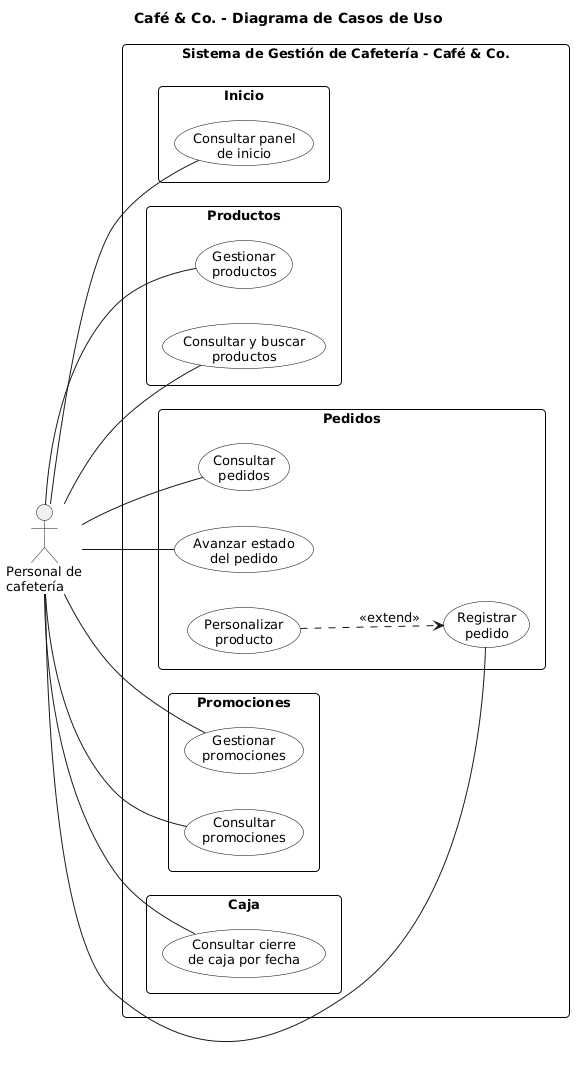 Café & Co. - Diagrama de Casos de Uso
Sistema de Gestión de Cafetería - Café & Co.
Inicio
Consultar panel
de inicio
Productos
Gestionar
productos
Consultar y buscar
productos
Pedidos
Consultar
pedidos
Avanzar estado
del pedido
Personalizar
producto
«extend»
Registrar
pedido
Personal de
cafetería
Promociones
Gestionar
promociones
Consultar
promociones
Caja
Consultar cierre
de caja por fecha